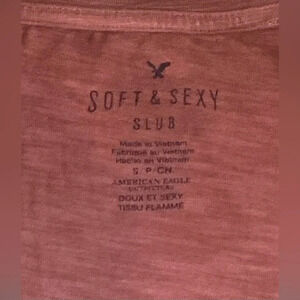 SOFT & SEXY
SLUB
Made in Vietnam
Fabriqué au Vietnam
Hecho en Vietnam
S. P/CH.
AMERICAN EAGLE
OUTFITTERS
DOUX ET SEXY
TISSU FLAMMÉ